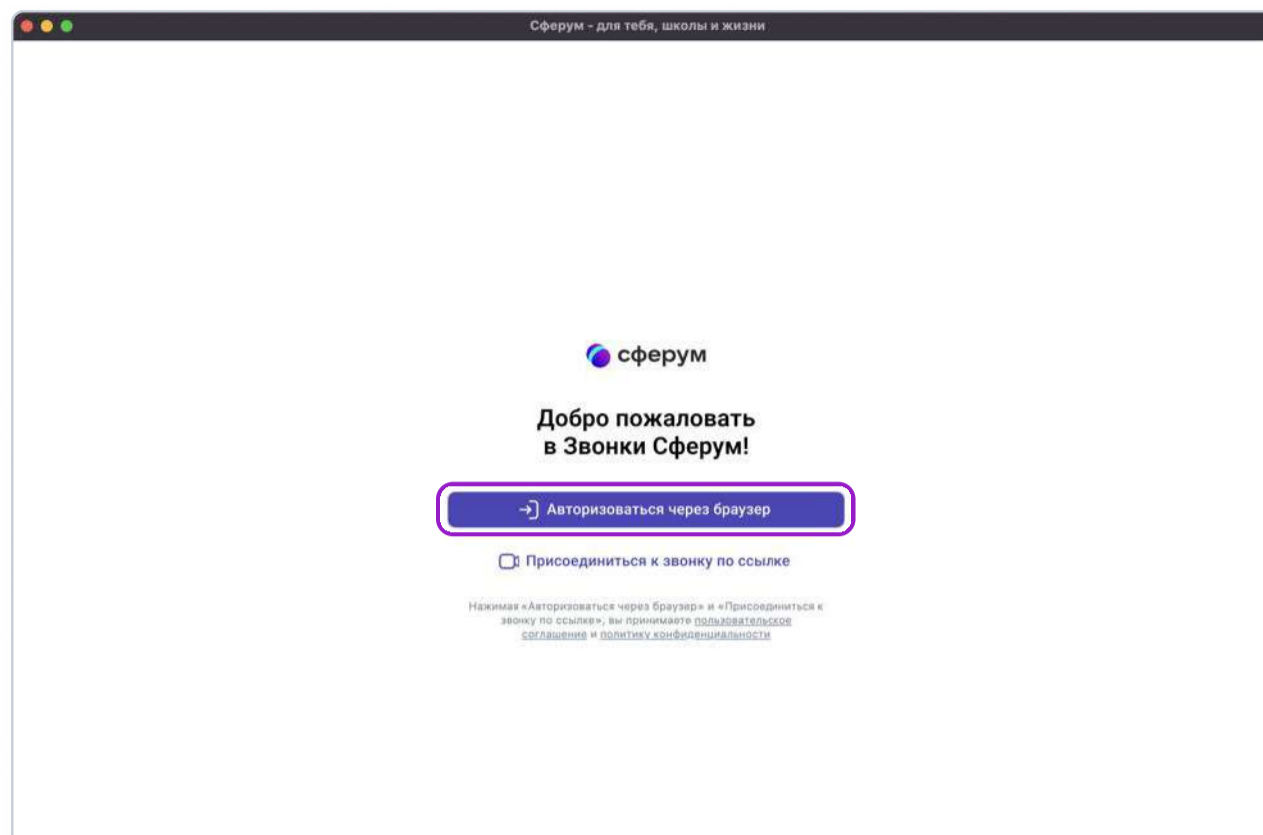 Сферум - для тебя, школы и жизни
сферум
Добро пожаловать
в Звонки Сферум!
Авторизоваться через браузер
Присоединиться к звонку по ссылке
Нажимая «Авторизоваться через браузер» и «Присоединиться к
звонку по ссылке», вы принимаете пользовательское
соглашение и политику конфиденциальности